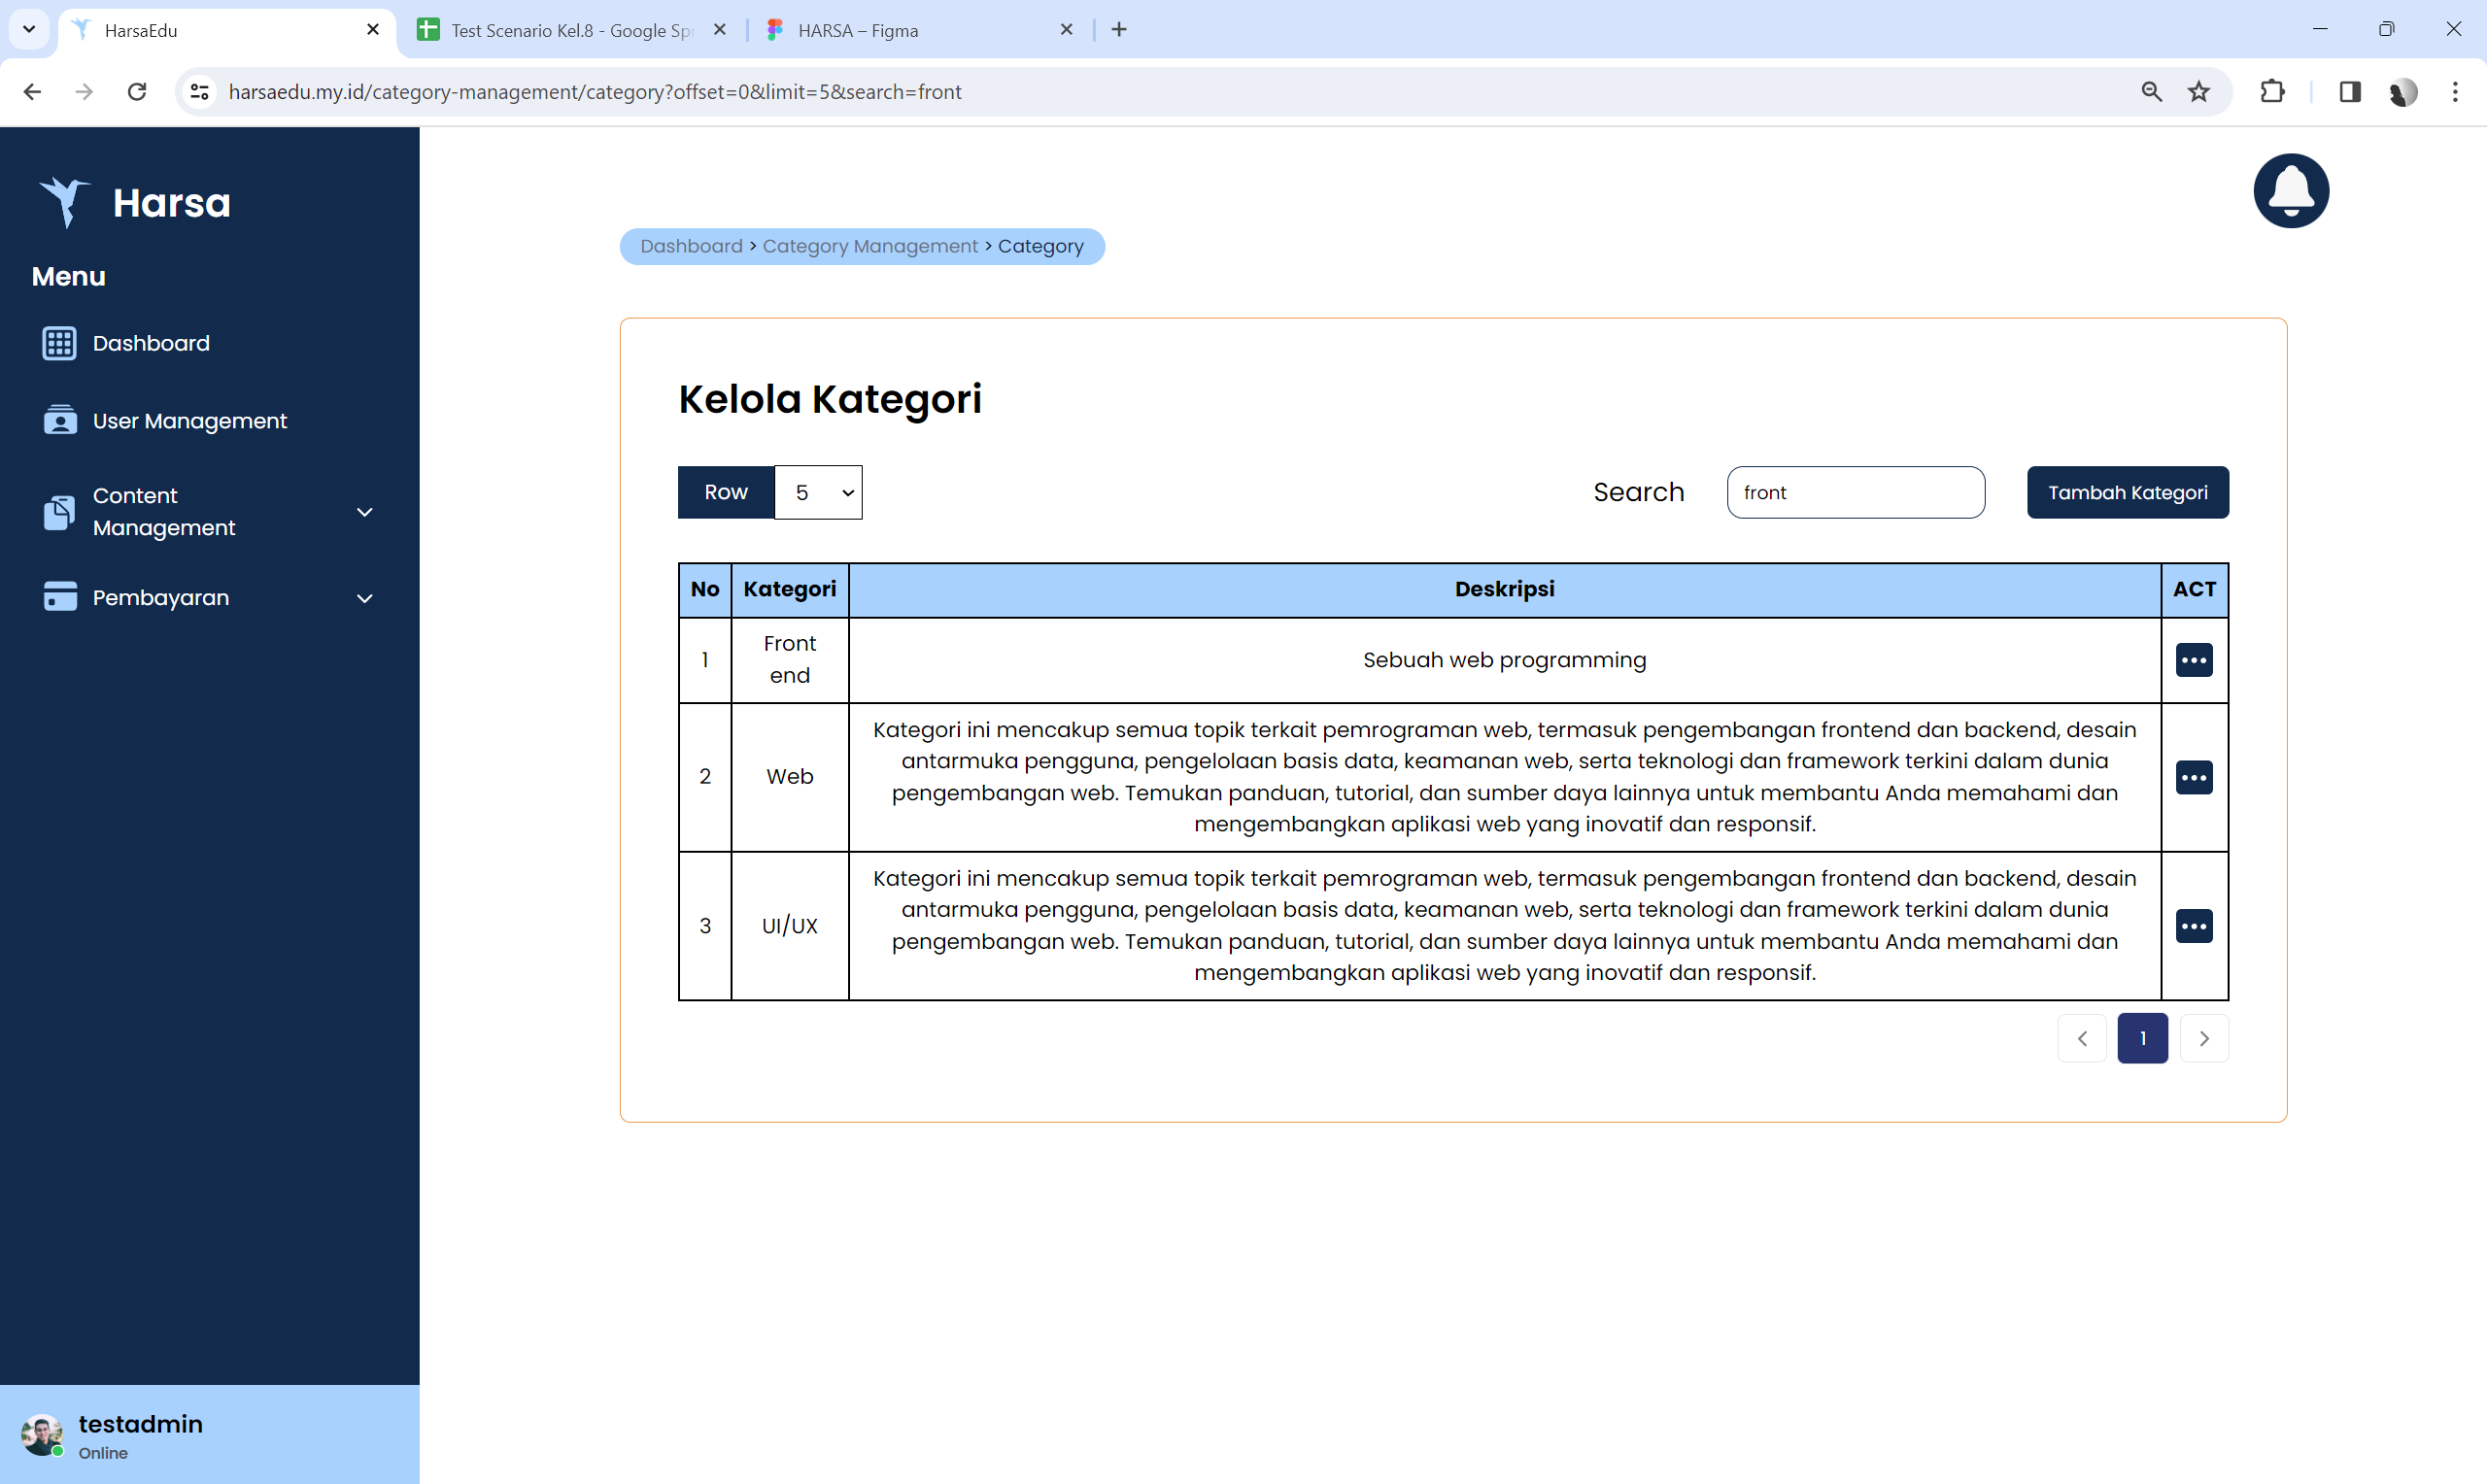 HarsaEdu
Test Scenario Kel.8 - Google Spr
HARSA – Figma
harsaedu.my.id/category-management/category?offset=0&limit=5&search=front
Harsa
Menu
Dashboard
User Management
Content
Management
Pembayaran
testadmin
Online
Dashboard > Category Management > Category
Kelola Kategori
Row 5
Search front Tambah Kategori
No Kategori Deskripsi ACT
1 Front end Sebuah web programming
2 Web Kategori ini mencakup semua topik terkait pemrograman web, termasuk pengembangan frontend dan backend, desain
antarmuka pengguna, pengelolaan basis data, keamanan web, serta teknologi dan framework terkini dalam dunia
pengembangan web. Temukan panduan, tutorial, dan sumber daya lainnya untuk membantu Anda memahami dan
mengembangkan aplikasi web yang inovatif dan responsif.
3 UI/UX Kategori ini mencakup semua topik terkait pemrograman web, termasuk pengembangan frontend dan backend, desain
antarmuka pengguna, pengelolaan basis data, keamanan web, serta teknologi dan framework terkini dalam dunia
pengembangan web. Temukan panduan, tutorial, dan sumber daya lainnya untuk membantu Anda memahami dan
mengembangkan aplikasi web yang inovatif dan responsif.
1